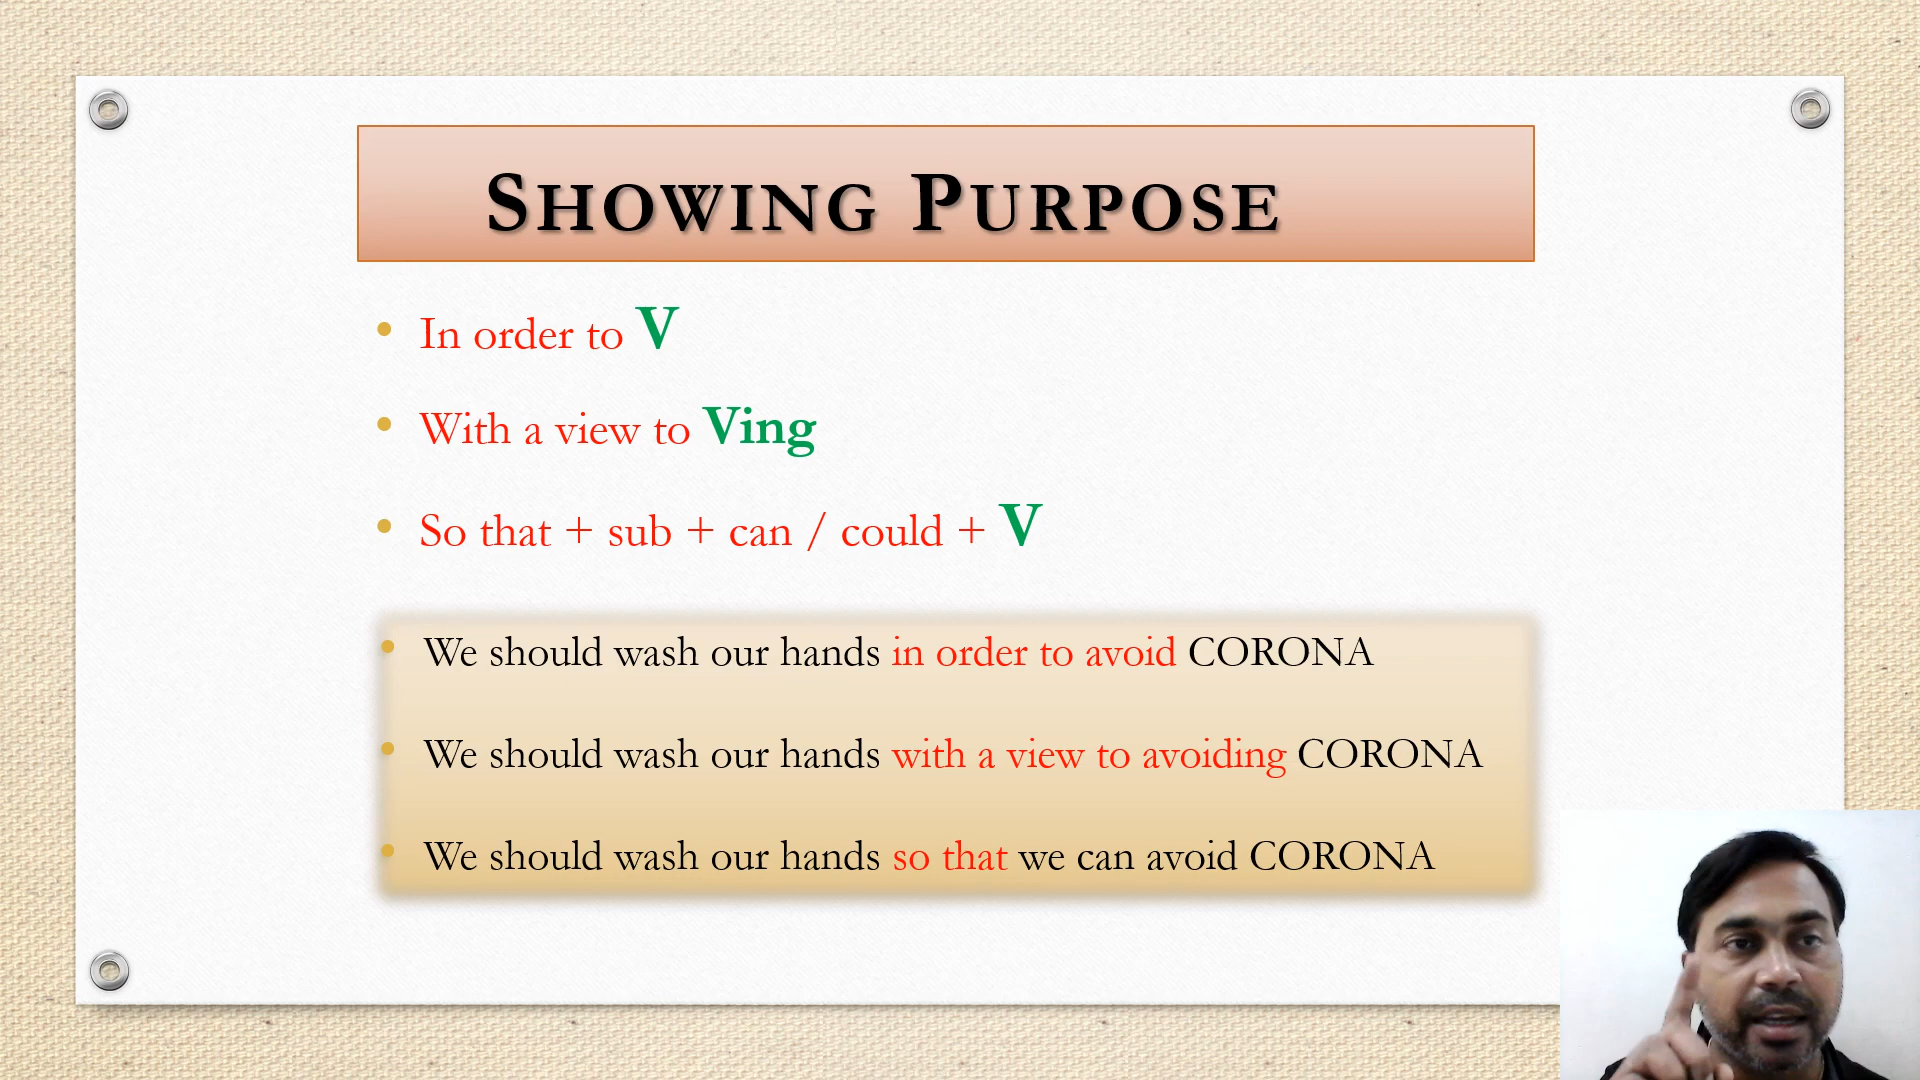 SHOWING PURPOSE
• In order to V
• With a view to Ving
• So that + sub + can / could + V
• We should wash our hands in order to avoid CORONA
• We should wash our hands with a view to avoiding CORONA
• We should wash our hands so that we can avoid CORONA